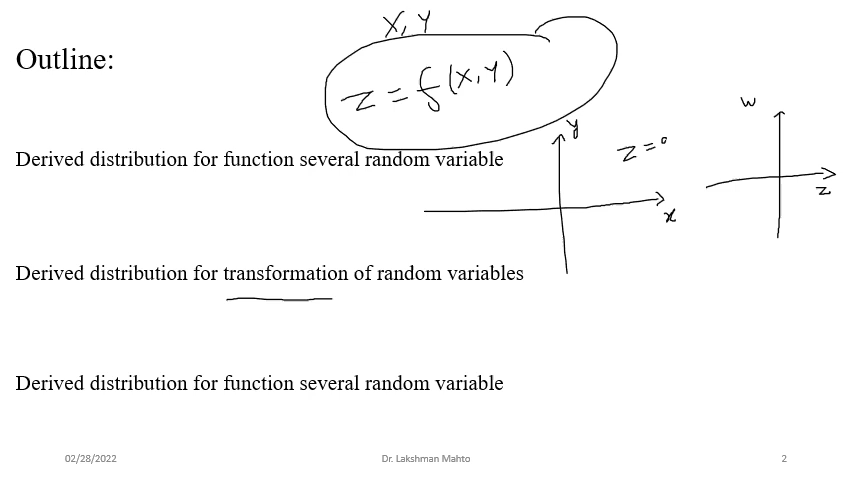 X, Y
Outline:
z = f(X, Y)
w
y
Derived distribution for function several random variable
z =
z
x
Derived distribution for transformation of random variables
Derived distribution for function several random variable
02/28/2022 Dr. Lakshman Mahto 2